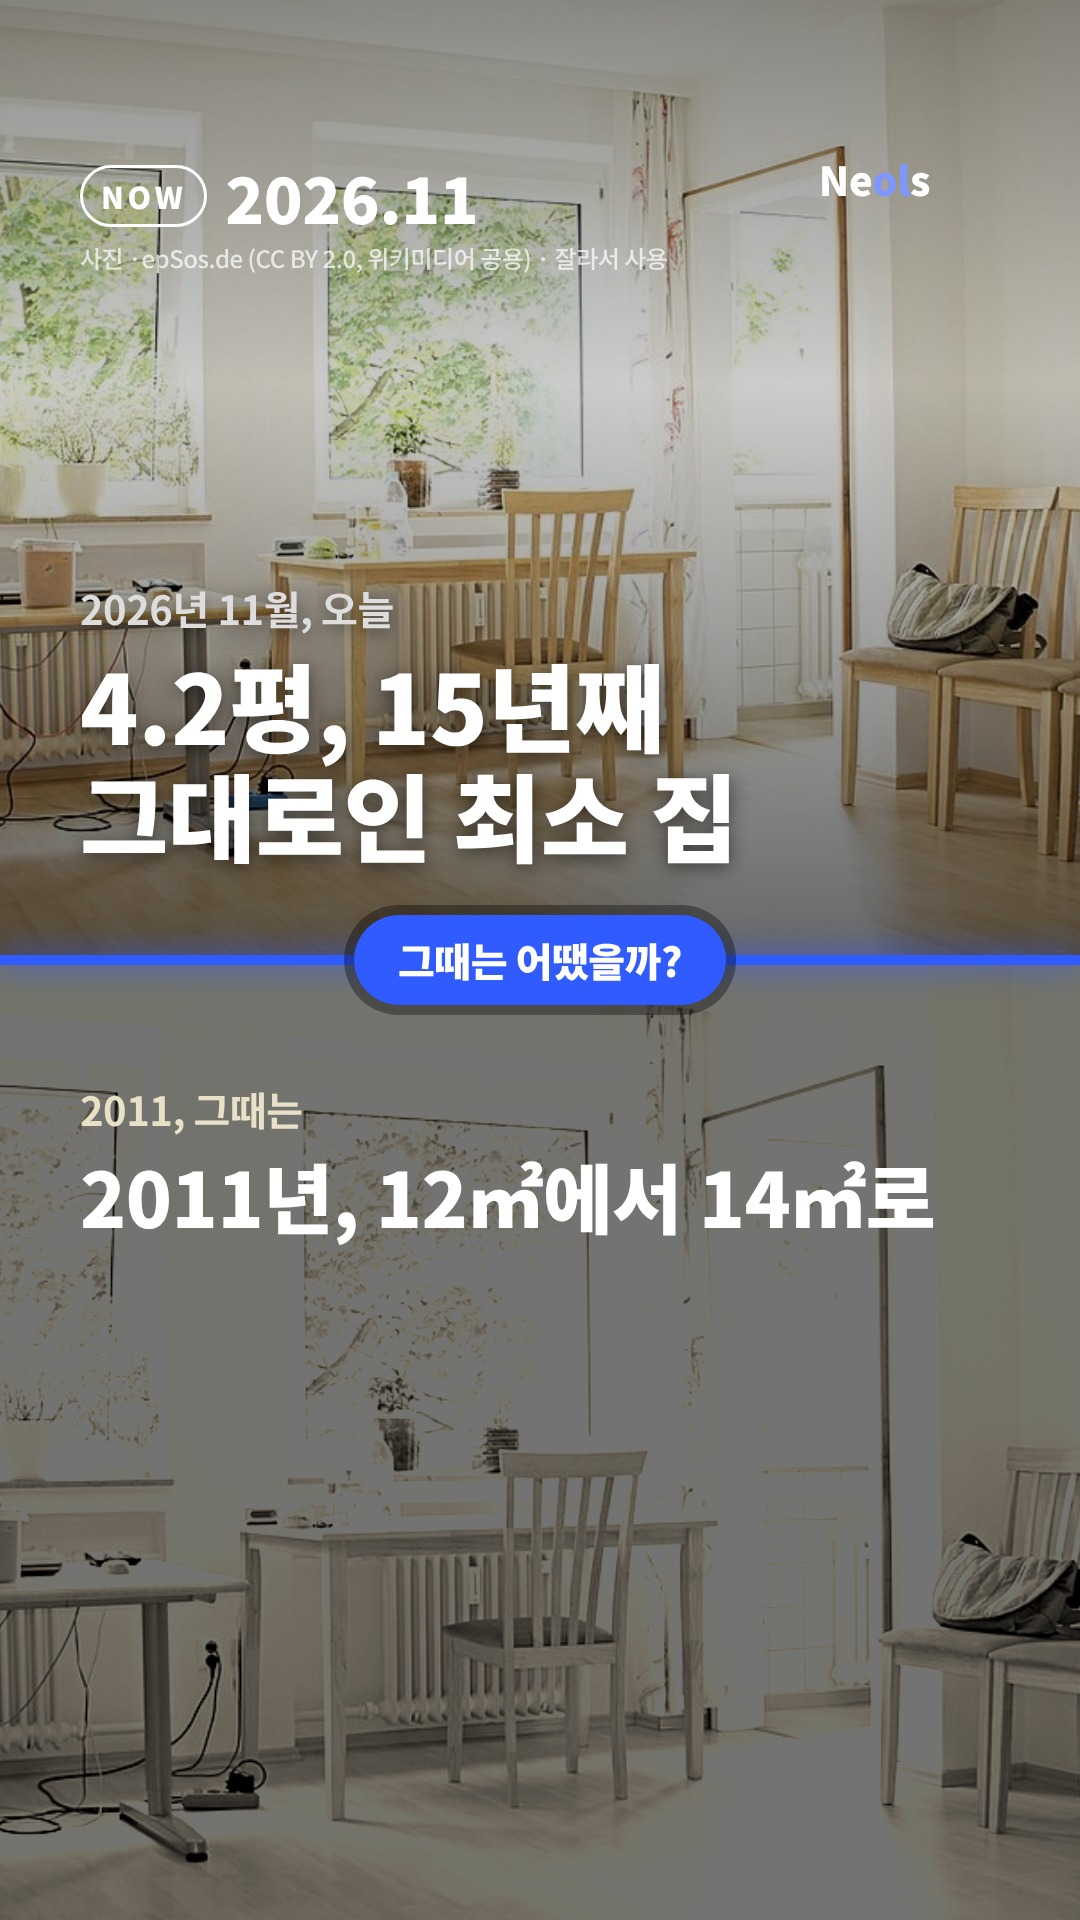 NOW 2026.11
Neols
사진 · epSos.de (CC BY 2.0, 위키미디어 공용) · 잘라서 사용
2026년 11월, 오늘
4.2평, 15년째
그대로인 최소 집
그때는 어땠을까?
2011, 그때는
2011년, 12㎡에서 14㎡로